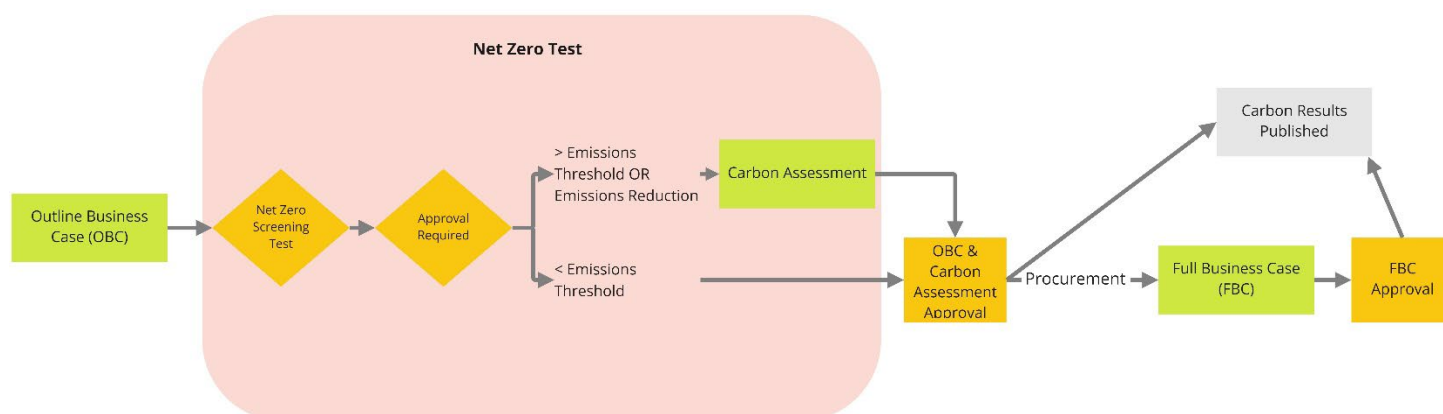 Net Zero Test
Outline Business
Case (OBC)
Net Zero
Screening
Test
Approval
Required
> Emissions
Threshold OR
Emissions Reduction
< Emissions
Threshold
Carbon Assessment
OBC &
Carbon
Assessment
Approval
Procurement
Carbon Results
Published
Full Business Case
(FBC)
FBC
Approval